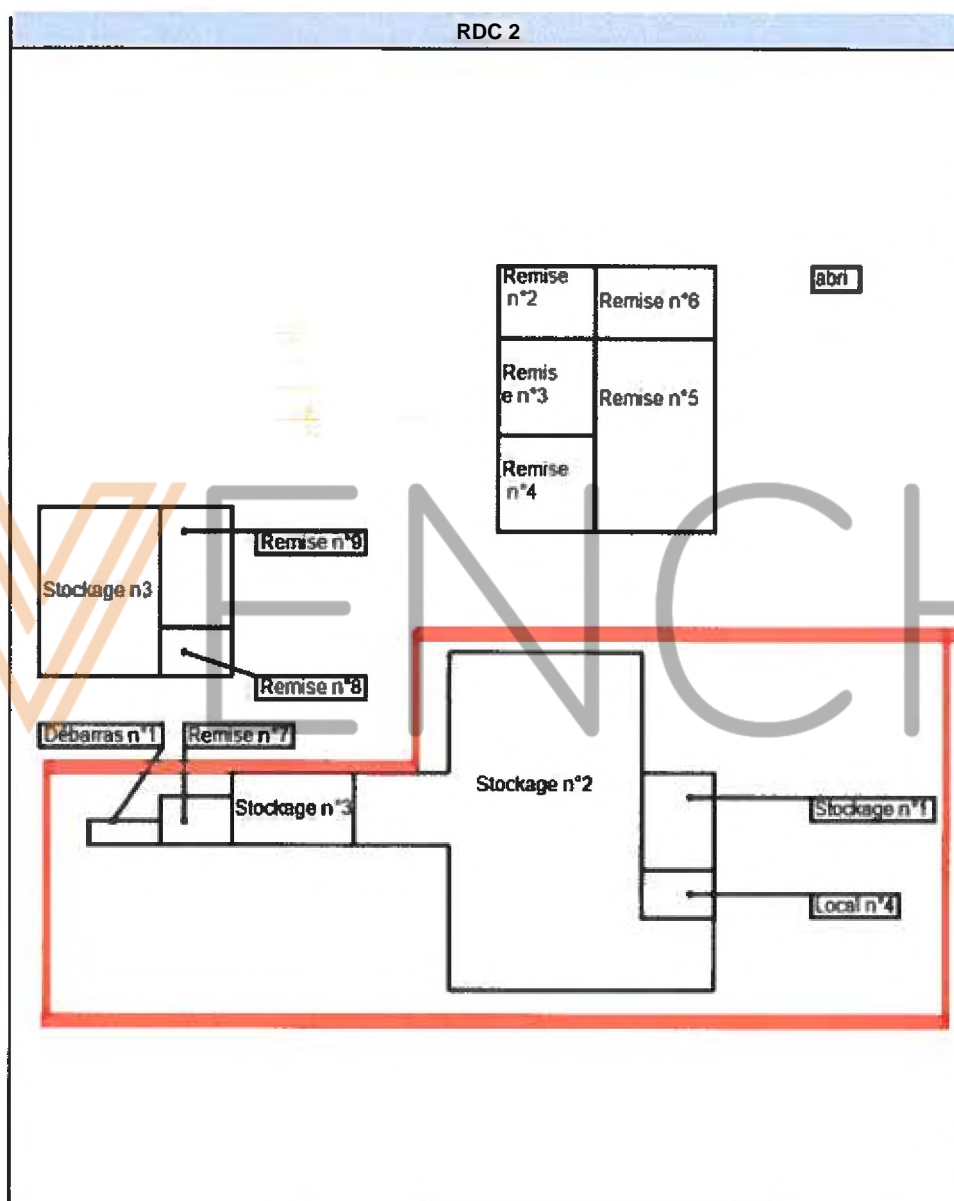 RDC 2
Remise
n°2
Remise n°6
abri
Remis
e n°3
Remise n°5
Remise
n°4
Remise n°9
Stockage n3
Remise n°8
Débarras n°1
Remise n°7
Stockage n°2
Stockage n°3
Stockage n°1
Local n°4
VENCH